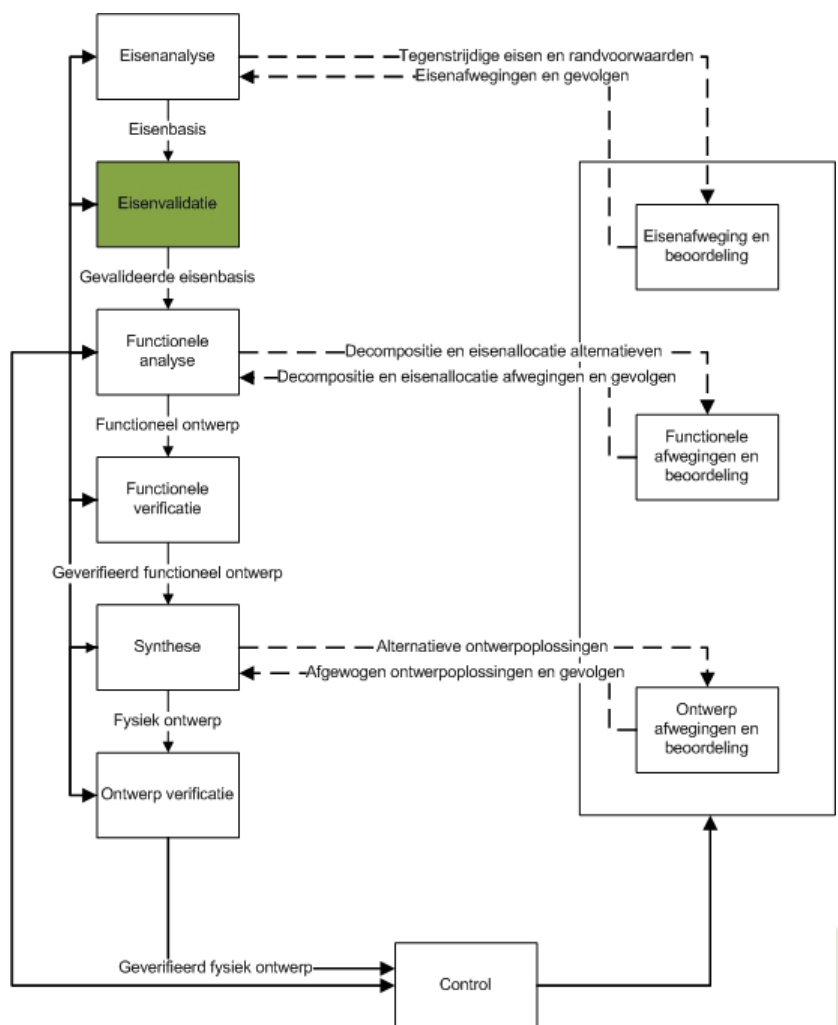 Eisenanalyse
Tegenstrijdige eisen en randvoorwaarden
Eisenafwegingen en gevolgen
Eisenbasis
Eisenvalidatie
Eisenafweging en
beoordeling
Gevalideerde eisenbasis
Functionele
analyse
Decompositie en eisenallocatie alternatieven
Decompositie en eisenallocatie afwegingen en gevolgen
Functioneel ontwerp
Functionele
afwegingen en
beoordeling
Functionele
verificatie
Geverifieerd functioneel ontwerp
Synthese
Alternatieve ontwerpoplossingen
Afgewogen ontwerpoplossingen en gevolgen
Fysiek ontwerp
Ontwerp
afwegingen en
beoordeling
Ontwerp verificatie
Geverifieerd fysiek ontwerp
Control